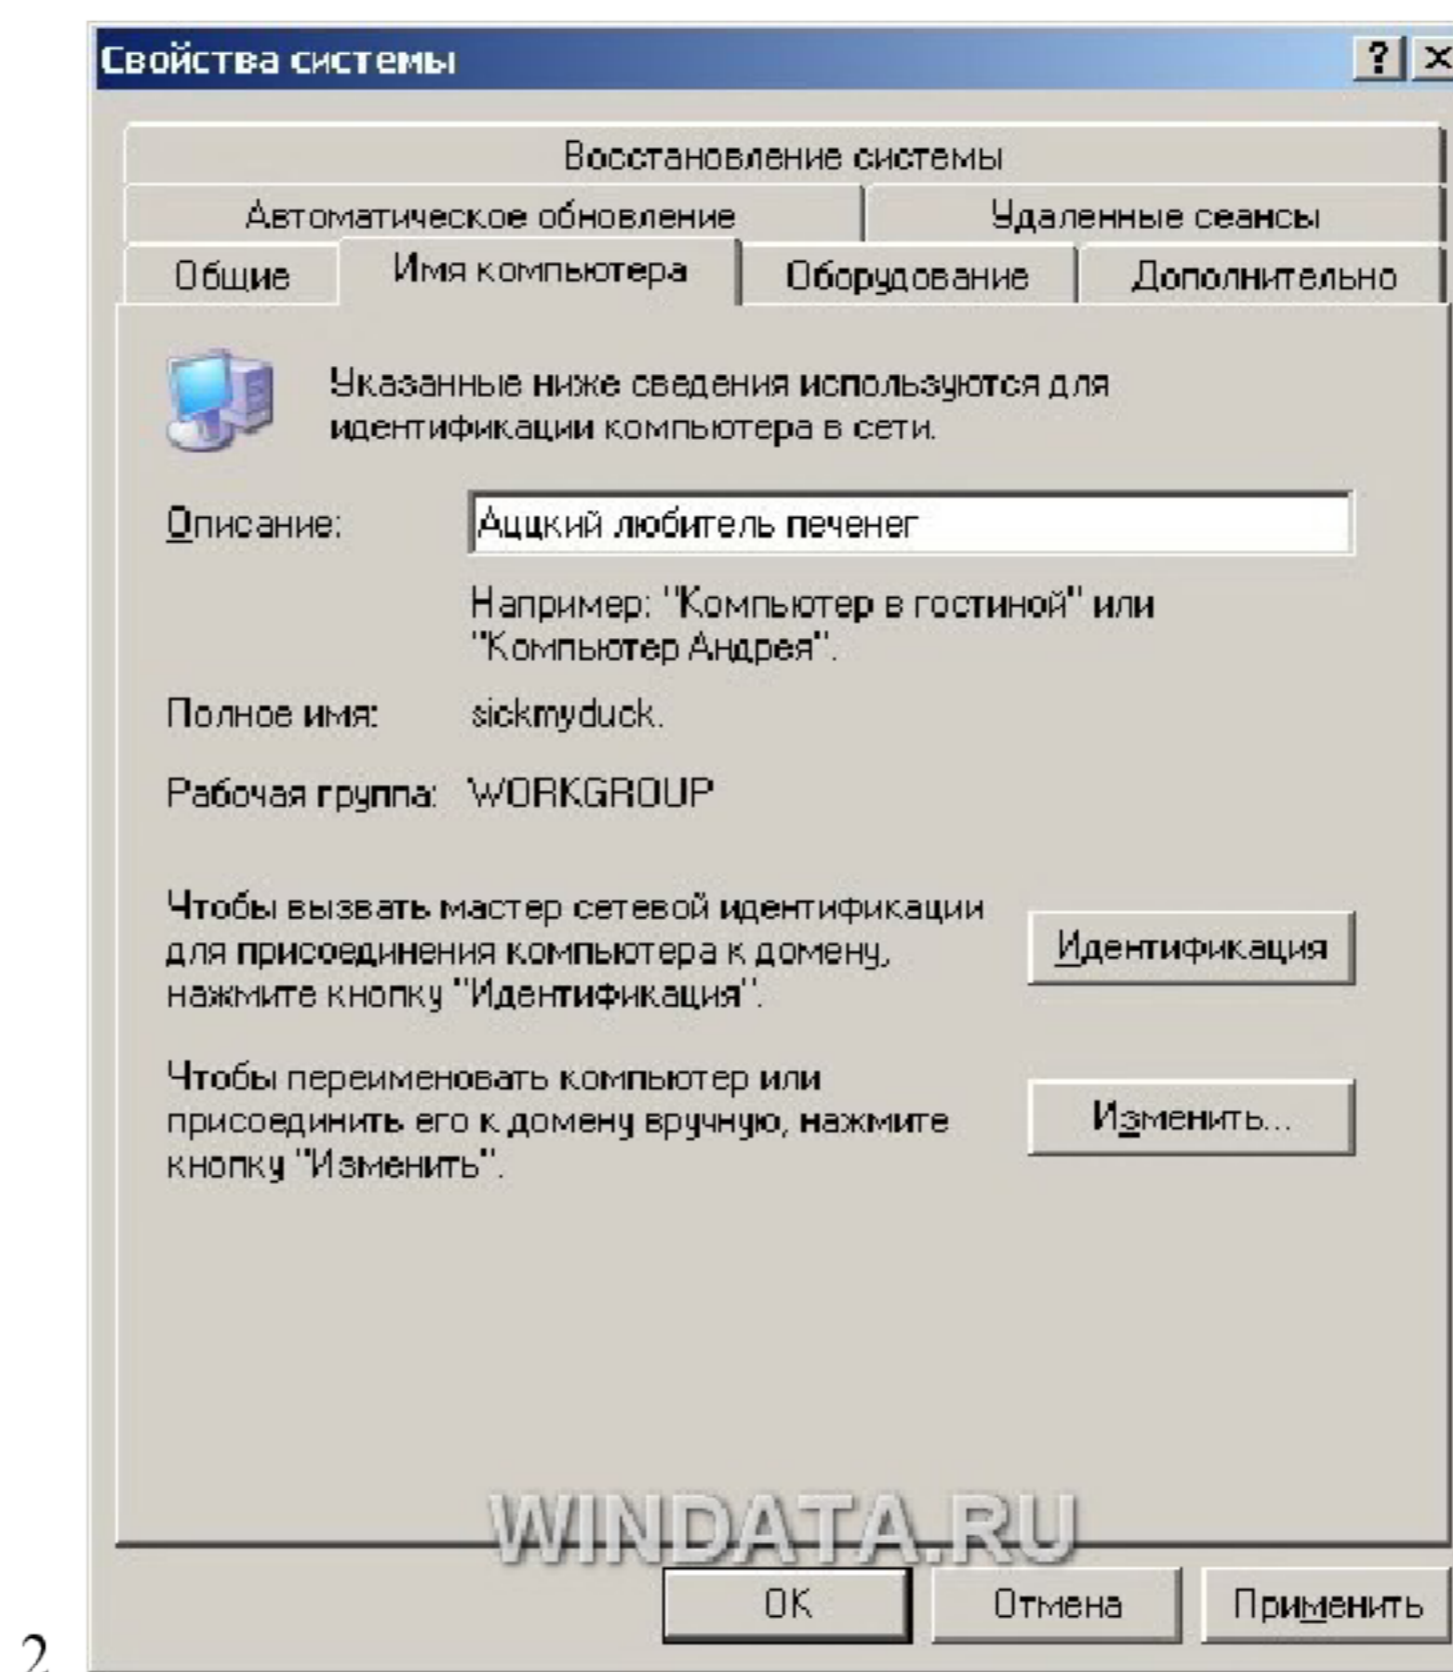 Свойства системы
Восстановление системы
Автоматическое обновление Удаленные сеансы
Общие Имя компьютера Оборудование Дополнительно
Указанные ниже сведения используются для
идентификации компьютера в сети.
Описание: Аццкий любитель печенег
Например: "Компьютер в гостиной" или
"Компьютер Андрея".
Полное имя: sickmyduck.
Рабочая группа: WORKGROUP
Чтобы вызвать мастер сетевой идентификации
для присоединения компьютера к домену,
нажмите кнопку "Идентификация".
Идентификация
Чтобы переименовать компьютер или
присоединить его к домену вручную, нажмите
кнопку "Изменить".
Изменить...
WINDATA.RU
OK Отмена Применить
2